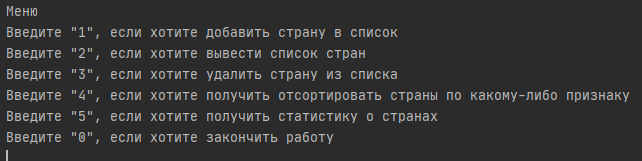 Меню
Введите "1", если хотите добавить страну в список
Введите "2", если хотите вывести список стран
Введите "3", если хотите удалить страну из списка
Введите "4", если хотите получить отсортировать страны по какому-либо признаку
Введите "5", если хотите получить статистику о странах
Введите "0", если хотите закончить работу